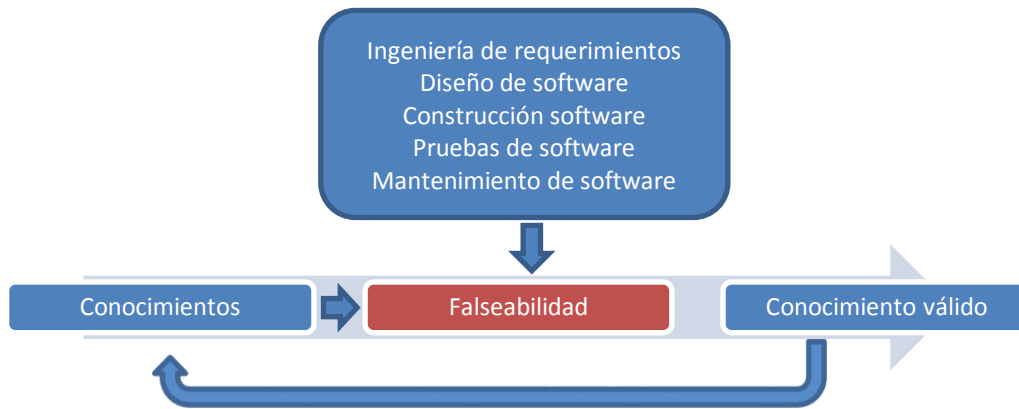 Ingeniería de requerimientos
Diseño de software
Construcción software
Pruebas de software
Mantenimiento de software
Conocimientos
Falseabilidad
Conocimiento válido